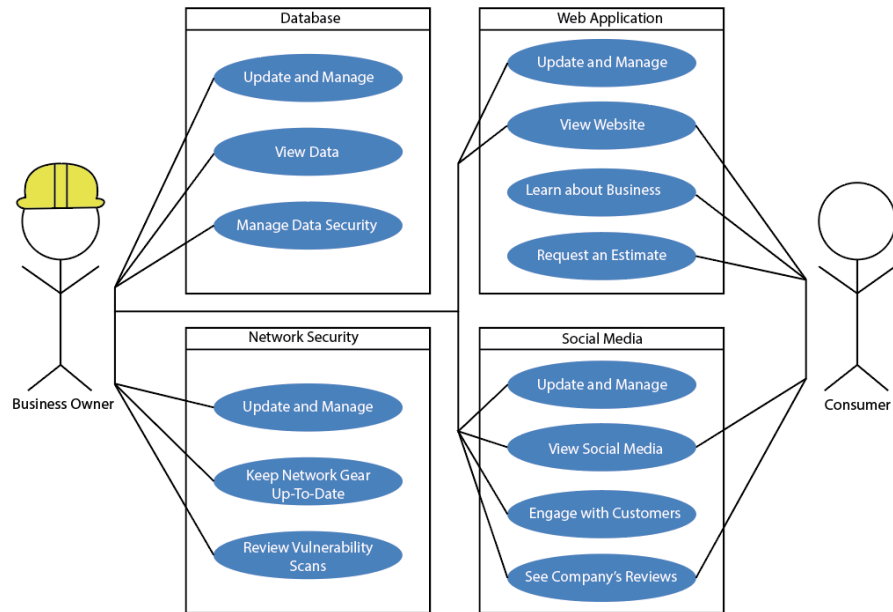 Database
Update and Manage
View Data
Manage Data Security
Web Application
Update and Manage
View Website
Learn about Business
Request an Estimate
Business Owner
Network Security
Update and Manage
Keep Network Gear
Up-To-Date
Review Vulnerability
Scans
Social Media
Update and Manage
View Social Media
Engage with Customers
See Company's Reviews
Consumer